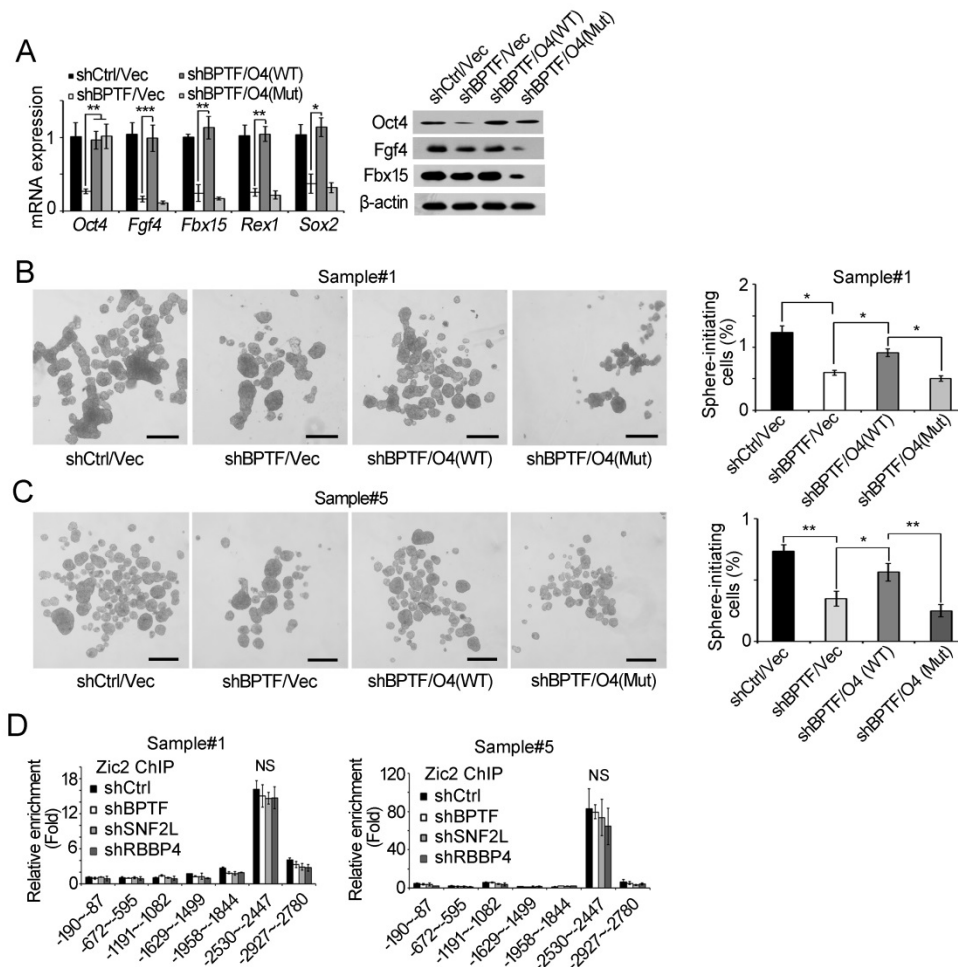 A
shCtrl/Vec
shBPTF/O4(WT)
shBPTF/Vec
shBPTF/O4(Mut)
mRNA expression
1.5
1
0.5
0
**
***
**
**
*
Oct4
Fgf4
Fbx15
Rex1
Sox2
shCtrl/Vec
shBPTF/Vec
shBPTF/O4(WT)
shBPTF/O4(Mut)
Oct4
Fgf4
Fbx15
β-actin
B
Sample#1
shCtrl/Vec
shBPTF/Vec
shBPTF/O4(WT)
shBPTF/O4(Mut)
Sample#1
Sphere-initiating
cells (%)
2
1
0
*
*
*
shCtrl/Vec
shBPTF/Vec
shBPTF/O4(WT)
shBPTF/O4(Mut)
C
Sample#5
shCtrl/Vec
shBPTF/Vec
shBPTF/O4(WT)
shBPTF/O4(Mut)
Sphere-initiating
cells (%)
1
0
**
*
**
shCtrl/Vec
shBPTF/Vec
shBPTF/O4 (WT)
shBPTF/O4 (Mut)
D
Sample#1
Zic2 ChIP
NS
shCtrl
shBPTF
shSNF2L
shRBBP4
Relative enrichment
(Fold)
18
12
6
0
-190~-87
-672~-595
-1191~-1082
-1629~-1499
-1958~-1844
-2530~-2447
-2927~-2780
Sample#5
Zic2 ChIP
NS
shCtrl
shBPTF
shSNF2L
shRBBP4
Relative enrichment
(Fold)
120
80
40
0
-190~-87
-672~-595
-1191~-1082
-1629~-1499
-1958~-1844
-2530~-2447
-2927~-2780